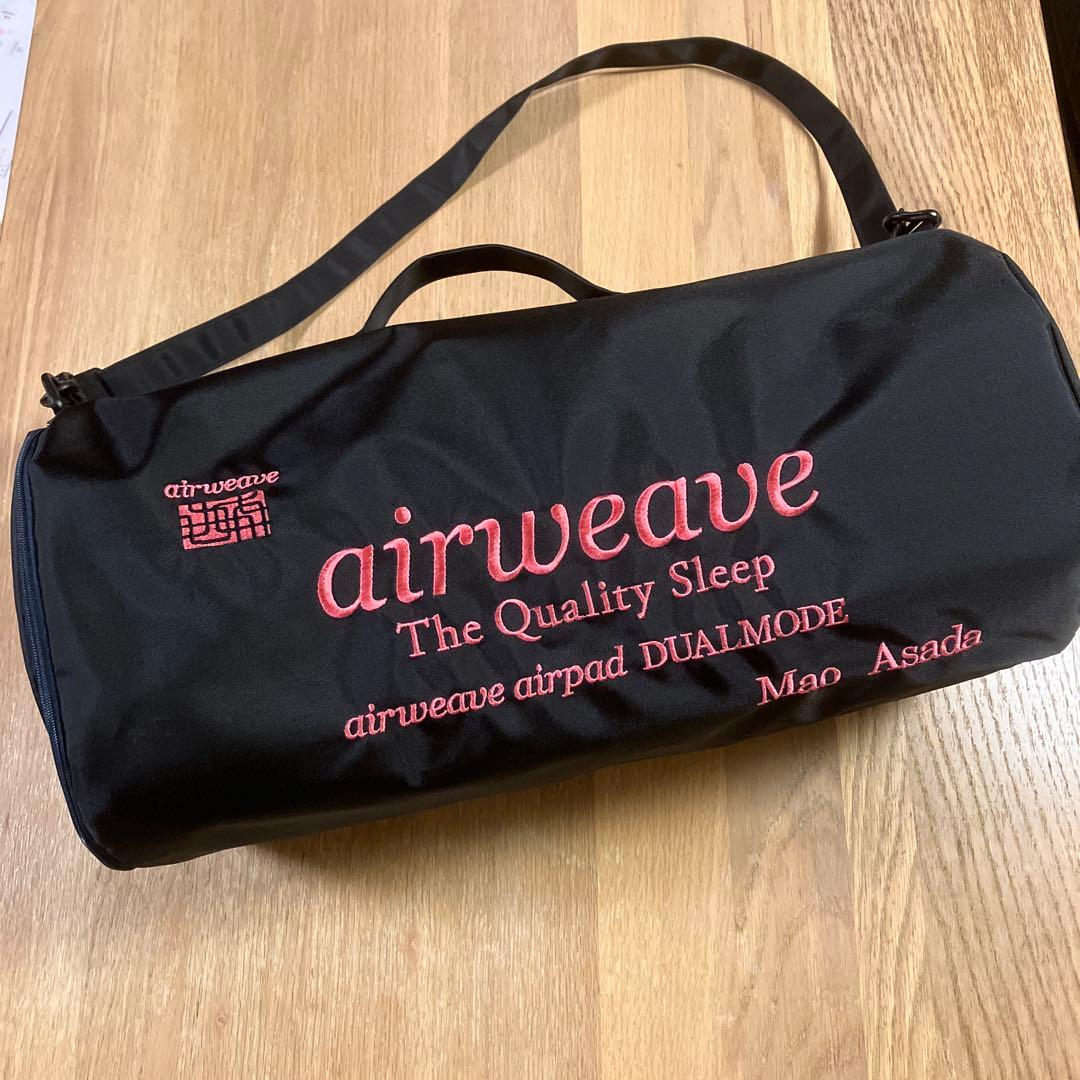 airweave
airweave
The Quality Sleep
airweave airpad DUALMODE
Mao Asada